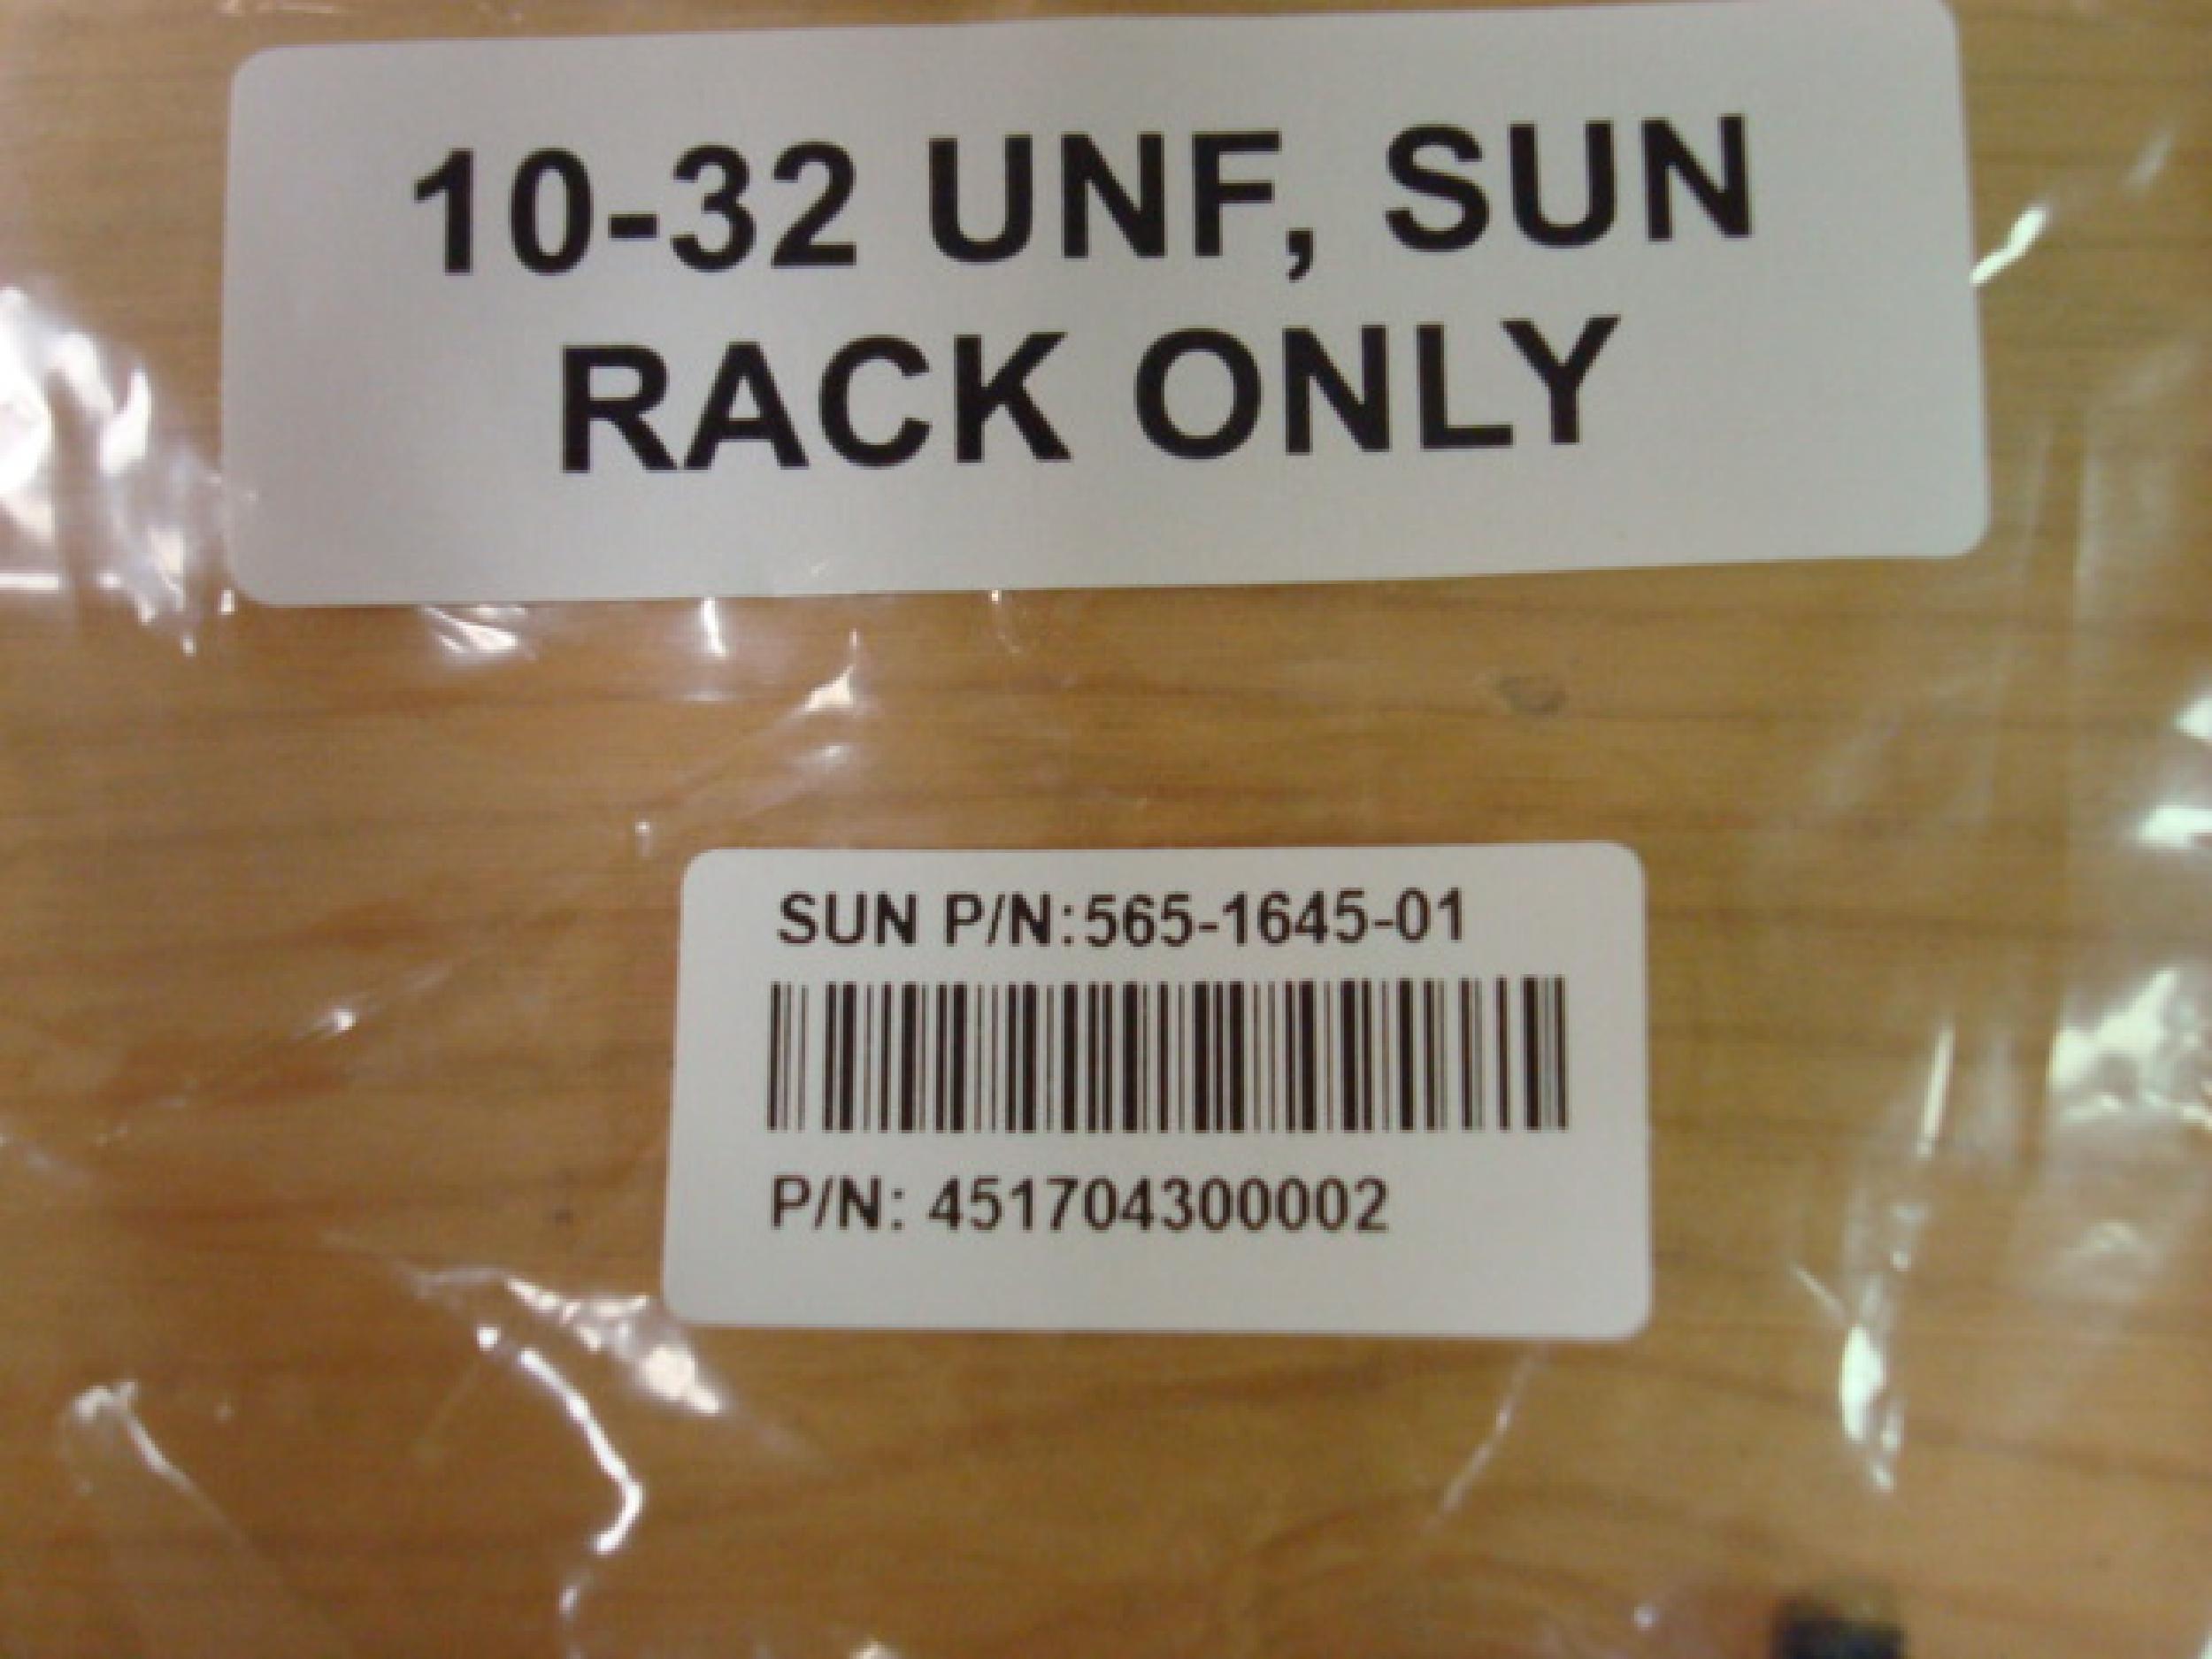 10-32 UNF, SUN
RACK ONLY
SUN P/N:565-1645-01
P/N: 451704300002